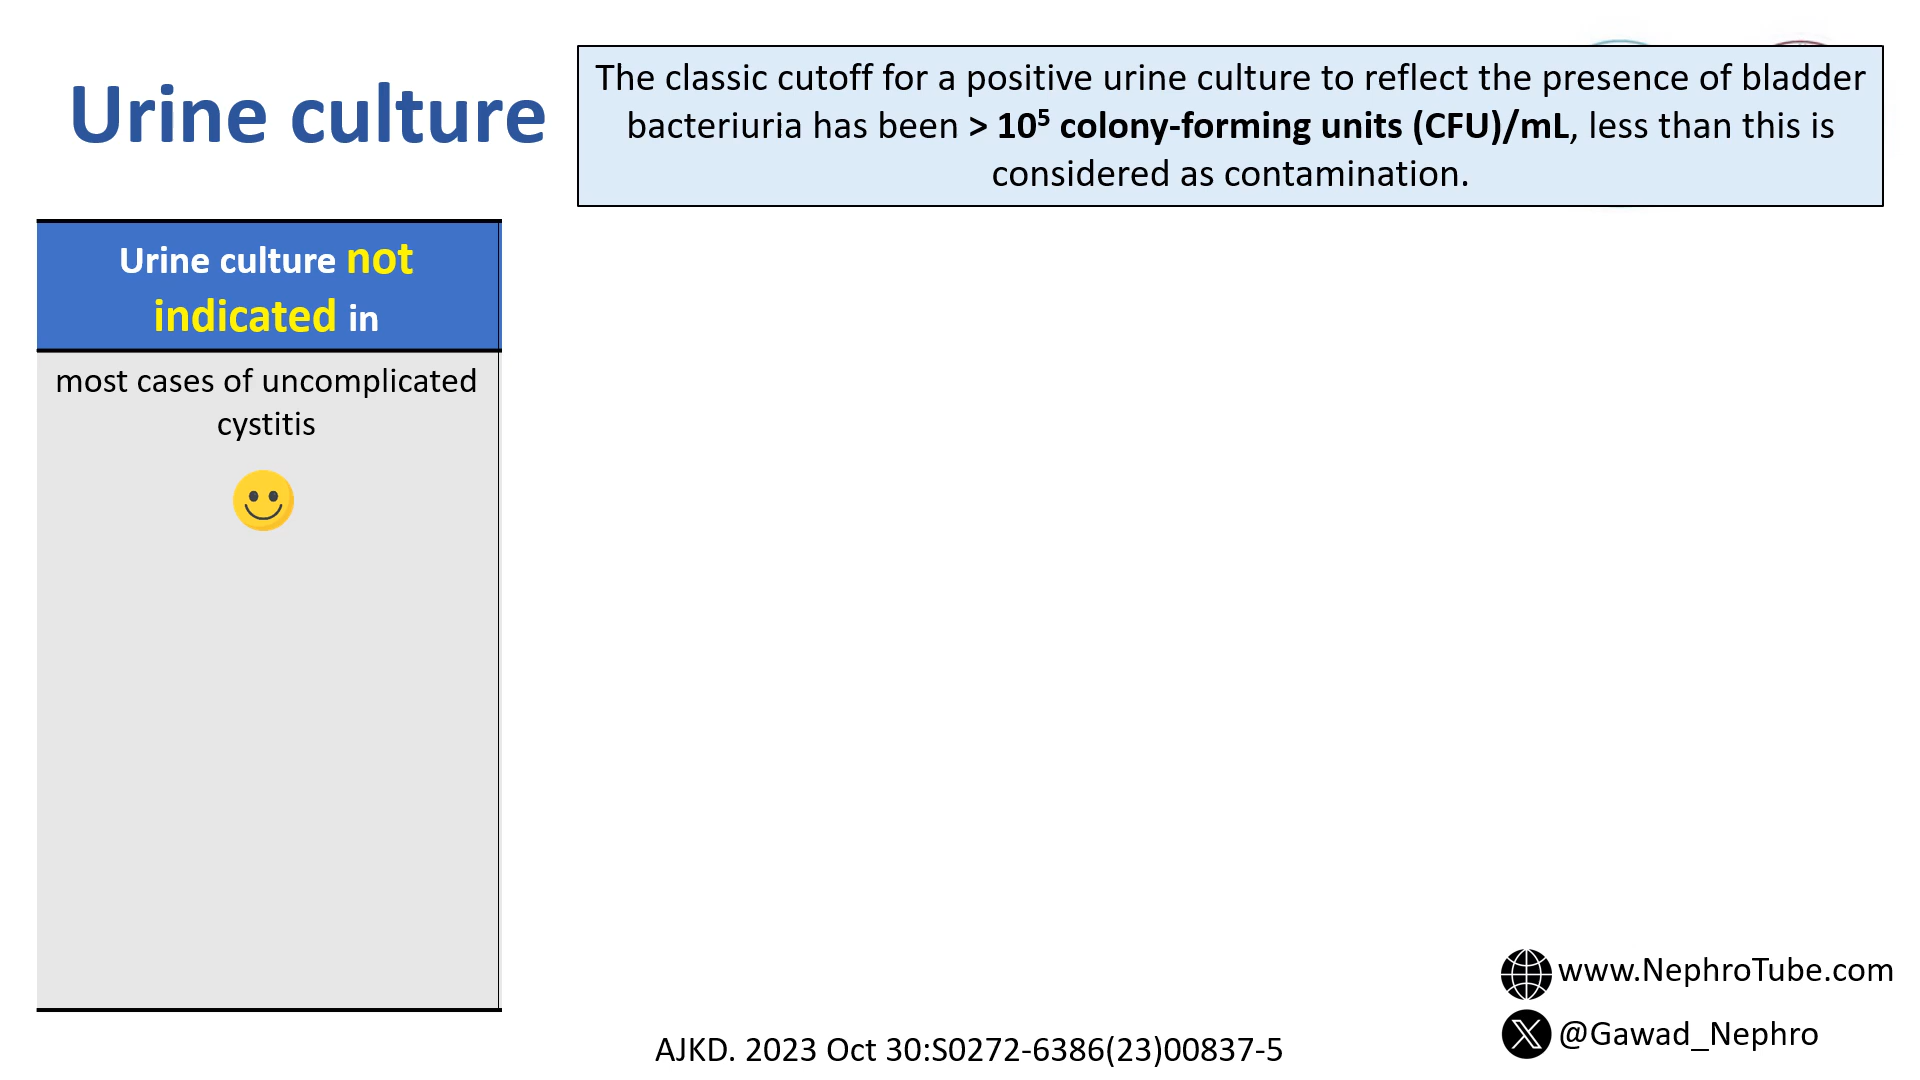 Urine culture
The classic cutoff for a positive urine culture to reflect the presence of bladder
bacteriuria has been > 10⁵ colony-forming units (CFU)/mL, less than this is
considered as contamination.
Urine culture not
indicated in
most cases of uncomplicated
cystitis
www.NephroTube.com
@Gawad_Nephro
AJKD. 2023 Oct 30:S0272-6386(23)00837-5